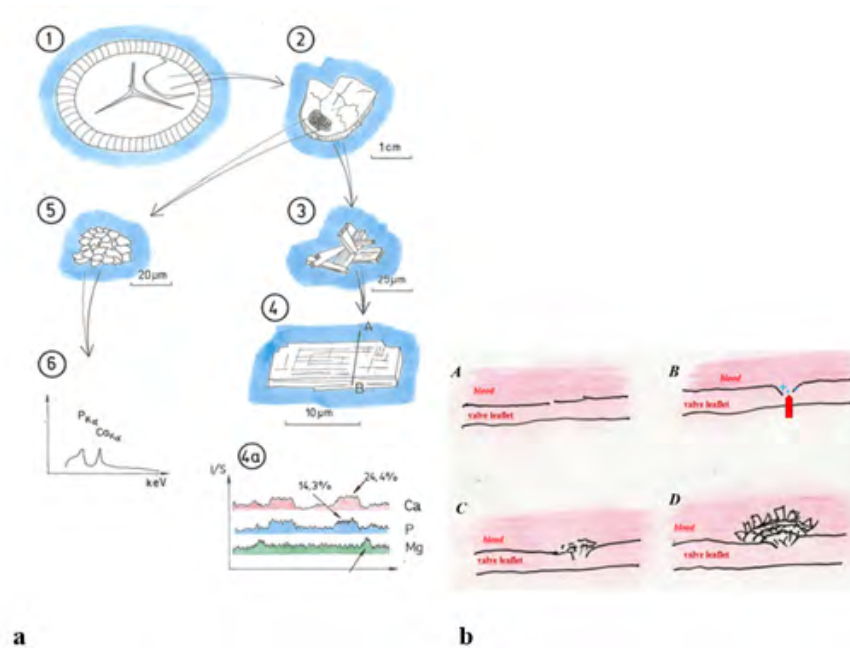 1
2
1cm
5
3
20µm
25µm
4
A
B
10µm
6
PKα
CaKα
keV
4a
I/S
14,3%
24,4%
Ca
P
Mg
A
blood
valve leaflet
B
blood
valve leaflet
C
blood
valve leaflet
D
blood
valve leaflet
a
b